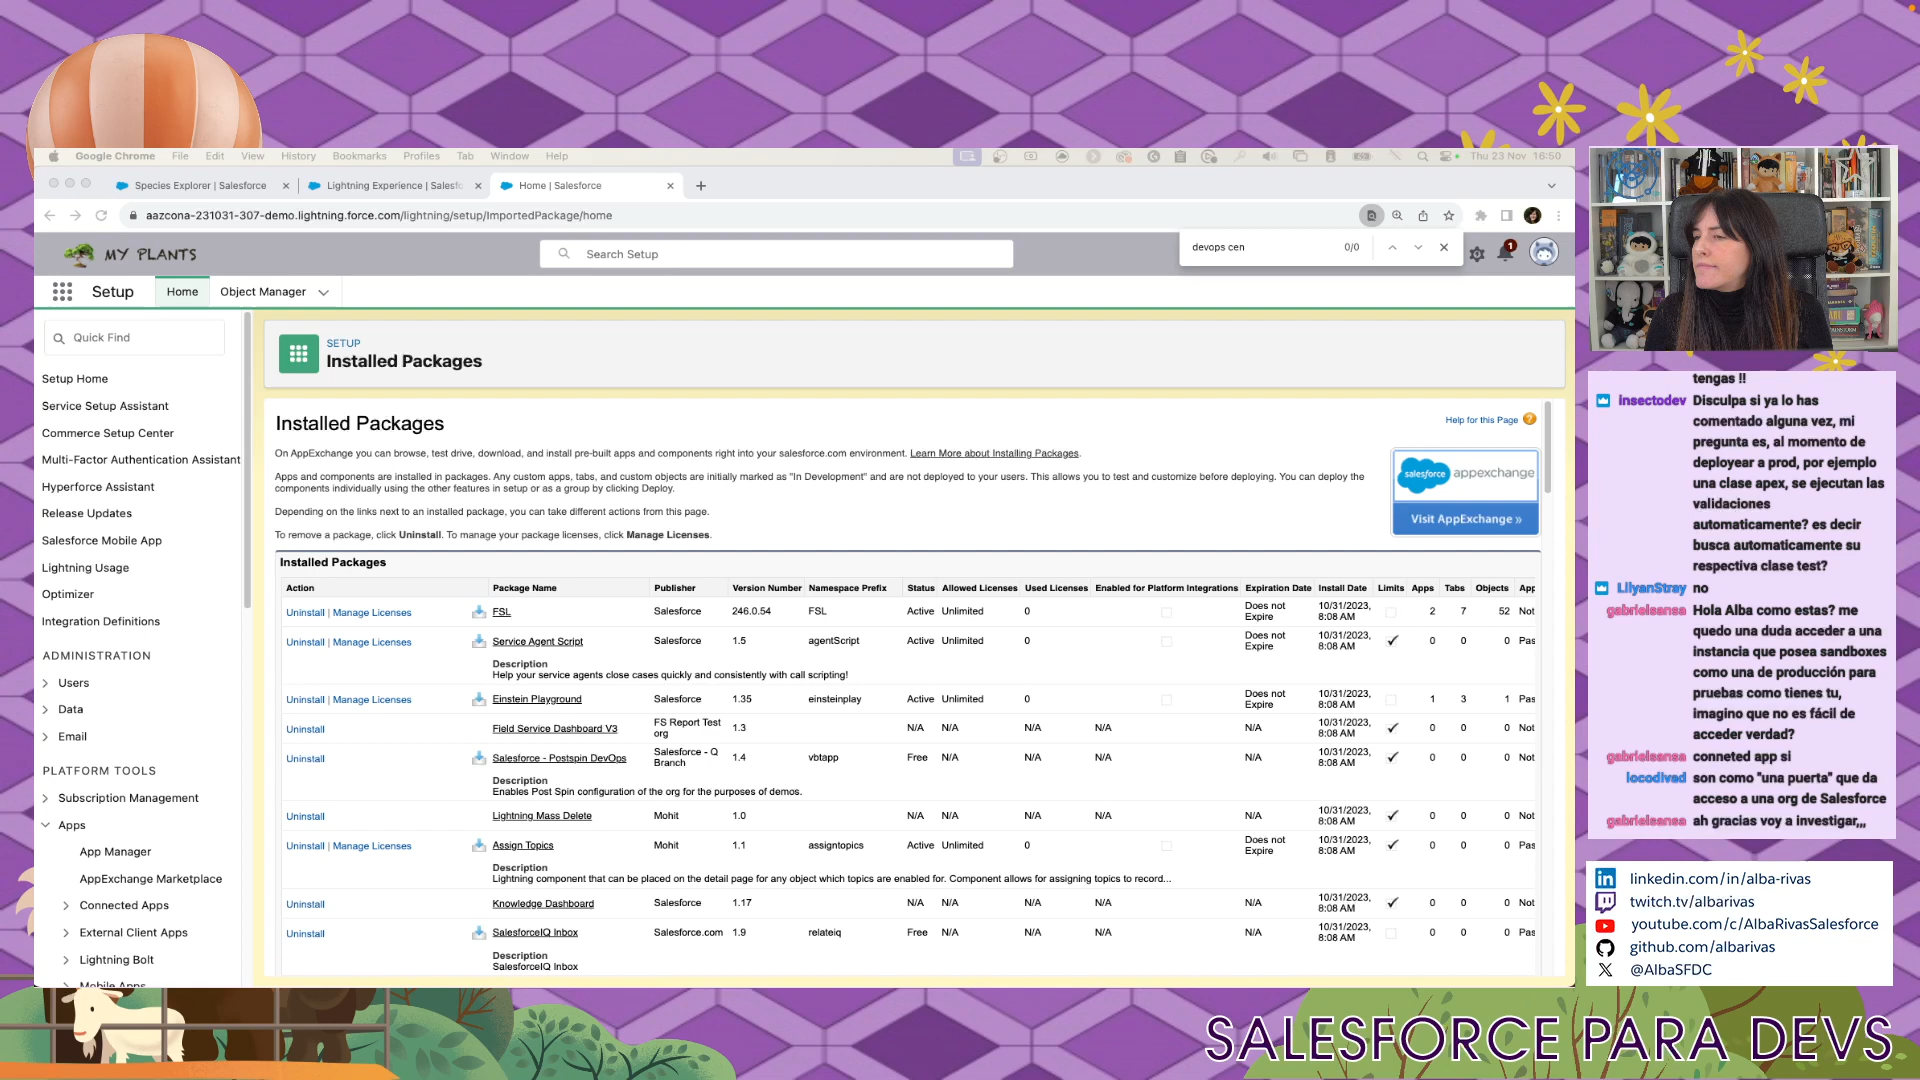 Google Chrome File Edit View History Bookmarks Profiles Tab Window Help
Thu 23 Nov 16:50
Species Explorer | Salesforce
Lightning Experience | Salesfo
Home | Salesforce
aazcona-231031-307-demo.lightning.force.com/lightning/setup/ImportedPackage/home
MY PLANTS
Search Setup
devops cen
0/0
1
Setup
Home
Object Manager
Quick Find
Setup Home
Service Setup Assistant
Commerce Setup Center
Multi-Factor Authentication Assistant
Hyperforce Assistant
Release Updates
Salesforce Mobile App
Lightning Usage
Optimizer
Integration Definitions
ADMINISTRATION
Users
Data
Email
PLATFORM TOOLS
Subscription Management
Apps
App Manager
AppExchange Marketplace
Connected Apps
External Client Apps
Lightning Bolt
Mobile Apps
SETUP
Installed Packages
Installed Packages
Help for this Page
On AppExchange you can browse, test drive, download, and install pre-built apps and components right into your salesforce.com environment. Learn More about Installing Packages.
Apps and components are installed in packages. Any custom apps, tabs, and custom objects are initially marked as "In Development" and are not deployed to your users. This allows you to test and customize before deploying. You can deploy the
components individually using the other features in setup or as a group by clicking Deploy.
Depending on the links next to an installed package, you can take different actions from this page.
To remove a package, click Uninstall. To manage your package licenses, click Manage Licenses.
salesforce appexchange
Visit AppExchange »
Installed Packages
Action Package Name Publisher Version Number Namespace Prefix Status Allowed Licenses Used Licenses Enabled for Platform Integrations Expiration Date Install Date Limits Apps Tabs Objects App
Uninstall | Manage Licenses FSL Salesforce 246.0.54 FSL Active Unlimited 0 Does not Expire 10/31/2023, 8:08 AM 2 7 52 Not
Uninstall | Manage Licenses Service Agent Script Salesforce 1.5 agentScript Active Unlimited 0 Does not Expire 10/31/2023, 8:08 AM 0 0 0 Pas
Description
Help your service agents close cases quickly and consistently with call scripting!
Uninstall | Manage Licenses Einstein Playground Salesforce 1.35 einsteinplay Active Unlimited 0 Does not Expire 10/31/2023, 8:08 AM 1 3 1 Pas
Uninstall Field Service Dashboard V3 FS Report Test org 1.3 N/A N/A N/A N/A N/A 10/31/2023, 8:08 AM 0 0 0 Not
Uninstall Salesforce - Postspin DevOps Salesforce - Q Branch 1.4 vbtapp Free N/A N/A N/A N/A 10/31/2023, 8:08 AM 0 0 0 Not
Description
Enables Post Spin configuration of the org for the purposes of demos.
Uninstall Lightning Mass Delete Mohit 1.0 N/A N/A N/A N/A N/A 10/31/2023, 8:08 AM 0 0 0 Not
Uninstall | Manage Licenses Assign Topics Mohit 1.1 assigntopics Active Unlimited 0 Does not Expire 10/31/2023, 8:08 AM 0 0 0 Pas
Description
Lightning component that can be placed on the detail page for any object which topics are enabled for. Component allows for assigning topics to record...
Uninstall Knowledge Dashboard Salesforce 1.17 N/A N/A N/A N/A N/A 10/31/2023, 8:08 AM 0 0 0 Not
Uninstall SalesforceIQ Inbox Salesforce.com 1.9 relateiq Free N/A N/A N/A N/A 10/31/2023, 8:08 AM 0 0 0 Pas
Description
SalesforceIQ Inbox
tengas !!
insectodev Disculpa si ya lo has
comentado alguna vez, mi
pregunta es, al momento de
deployear a prod, por ejemplo
una clase apex, se ejecutan las
validaciones
automaticamente? es decir
busca automaticamente su
respectiva clase test?
LilyanStray no
gabrielsansa Hola Alba como estas? me
quedo una duda acceder a una
instancia que posea sandboxes
como una de producción para
pruebas como tienes tu,
imagino que no es fácil de
acceder verdad?
gabrielsansa conneted app si
locodived son como "una puerta" que da
acceso a una org de Salesforce
gabrielsansa ah gracias voy a investigar,,,
linkedin.com/in/alba-rivas
twitch.tv/albarivas
youtube.com/c/AlbaRivasSalesforce
github.com/albarivas
@AlbaSFDC
SALESFORCE PARA DEVS